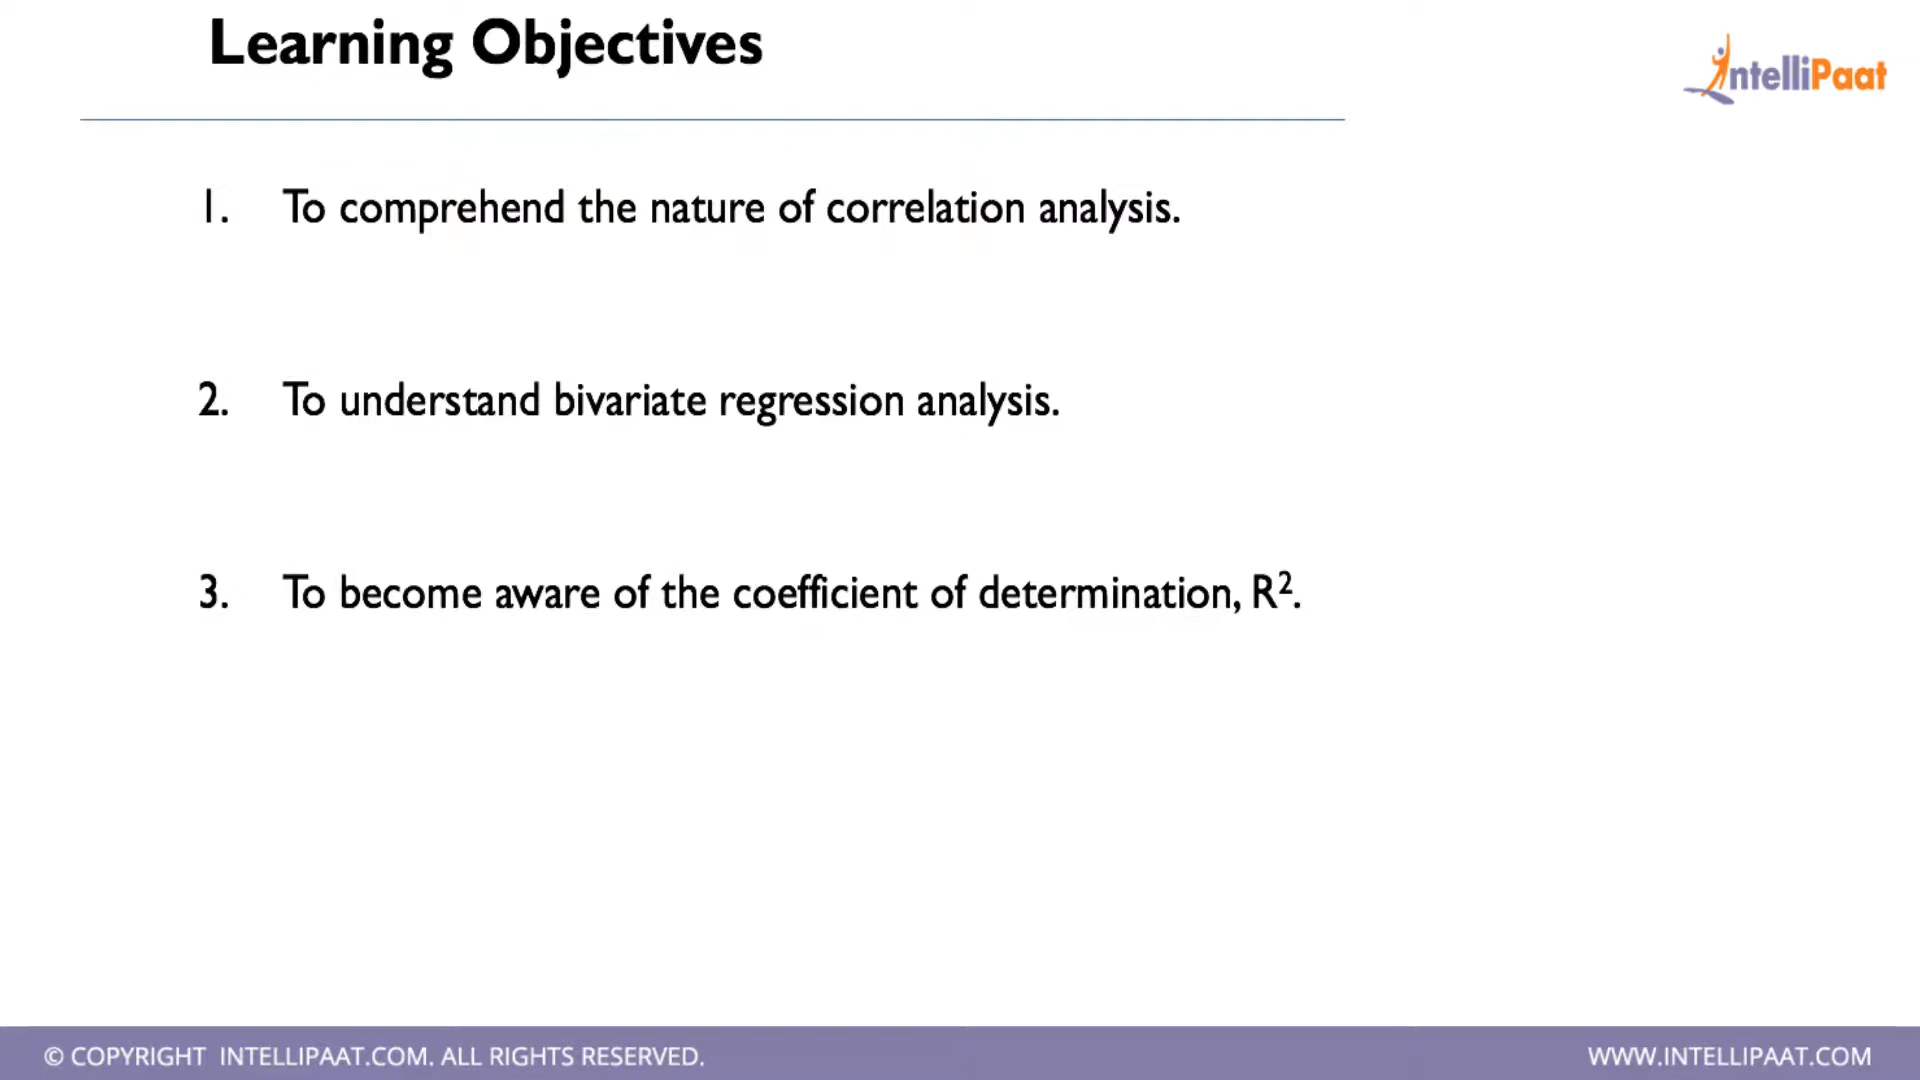 Learning Objectives
IntelliPaat
1. To comprehend the nature of correlation analysis.
2. To understand bivariate regression analysis.
3. To become aware of the coefficient of determination, R².
© COPYRIGHT INTELLIPAAT.COM. ALL RIGHTS RESERVED.
WWW.INTELLIPAAT.COM